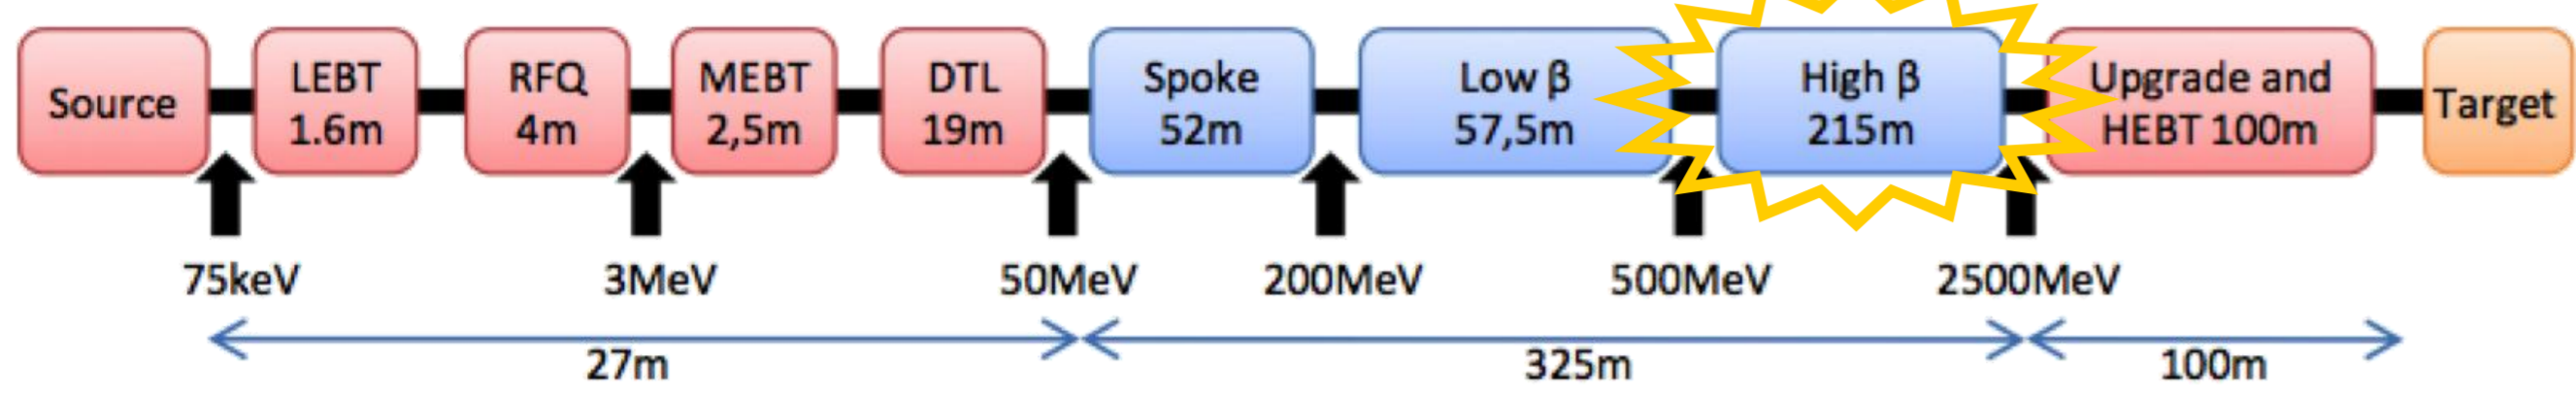 Source
LEBT
1.6m
RFQ
4m
MEBT
2,5m
DTL
19m
Spoke
52m
Low β
57,5m
High β
215m
Upgrade and
HEBT 100m
Target
75keV
3MeV
50MeV
200MeV
500MeV
2500MeV
27m
325m
100m